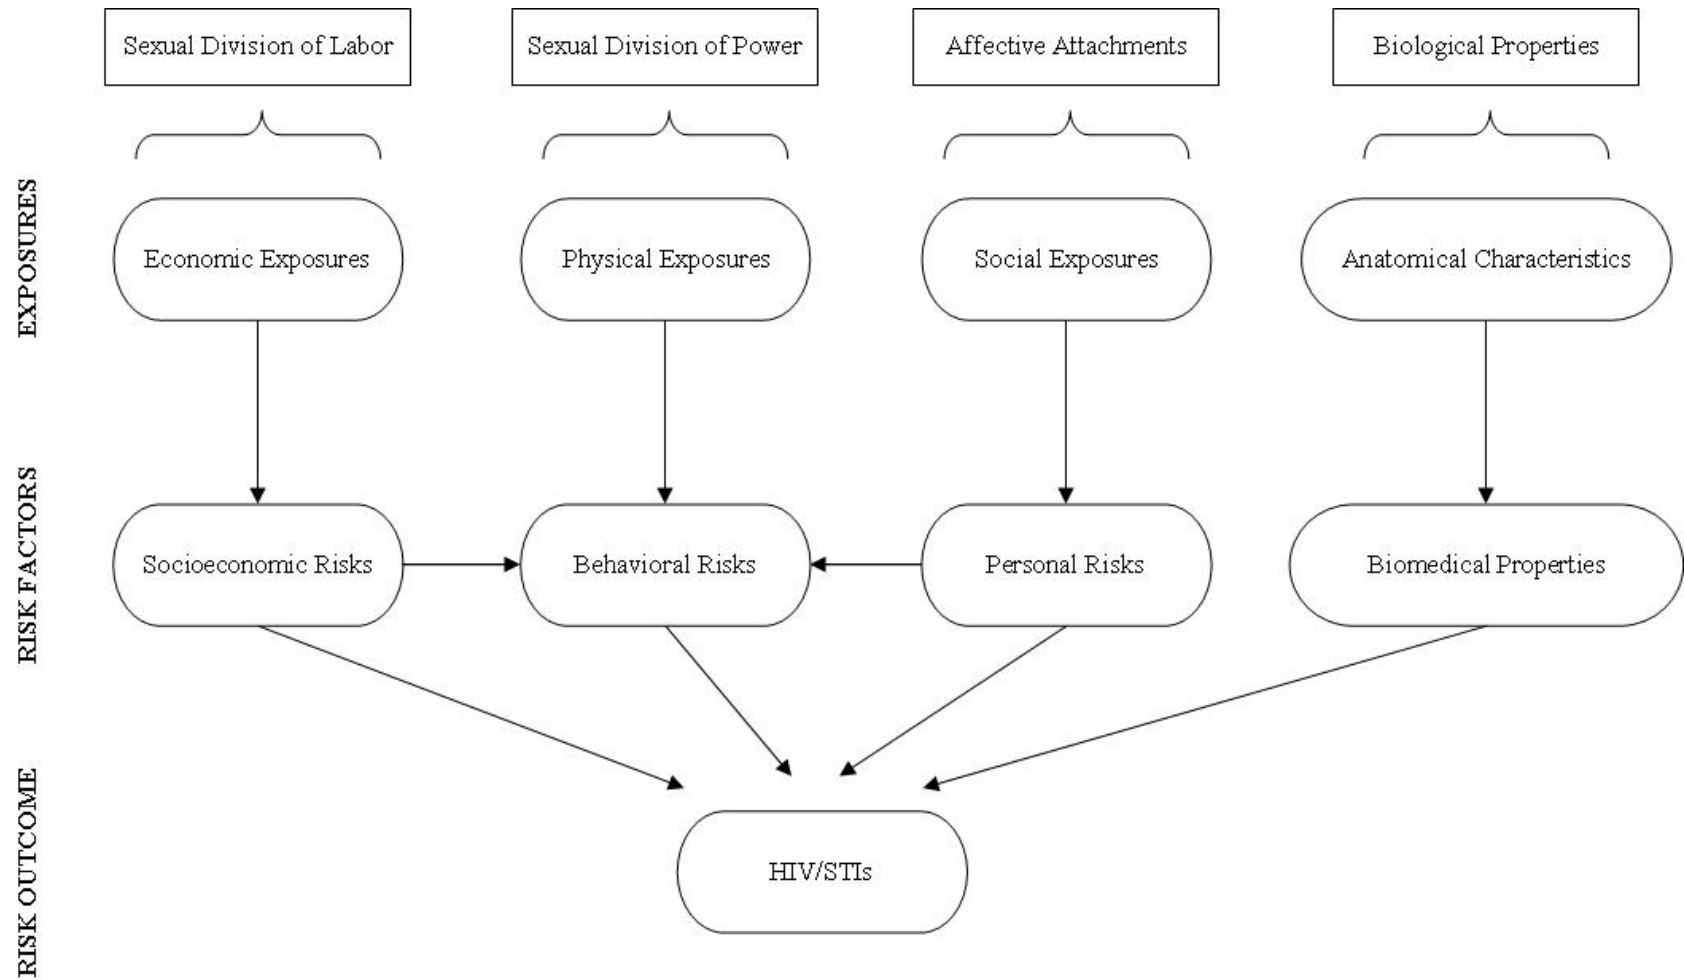 Sexual Division of Labor
Sexual Division of Power
Affective Attachments
Biological Properties
EXPOSURES
Economic Exposures
Physical Exposures
Social Exposures
Anatomical Characteristics
RISK FACTORS
Socioeconomic Risks
Behavioral Risks
Personal Risks
Biomedical Properties
RISK OUTCOME
HIV/STIs